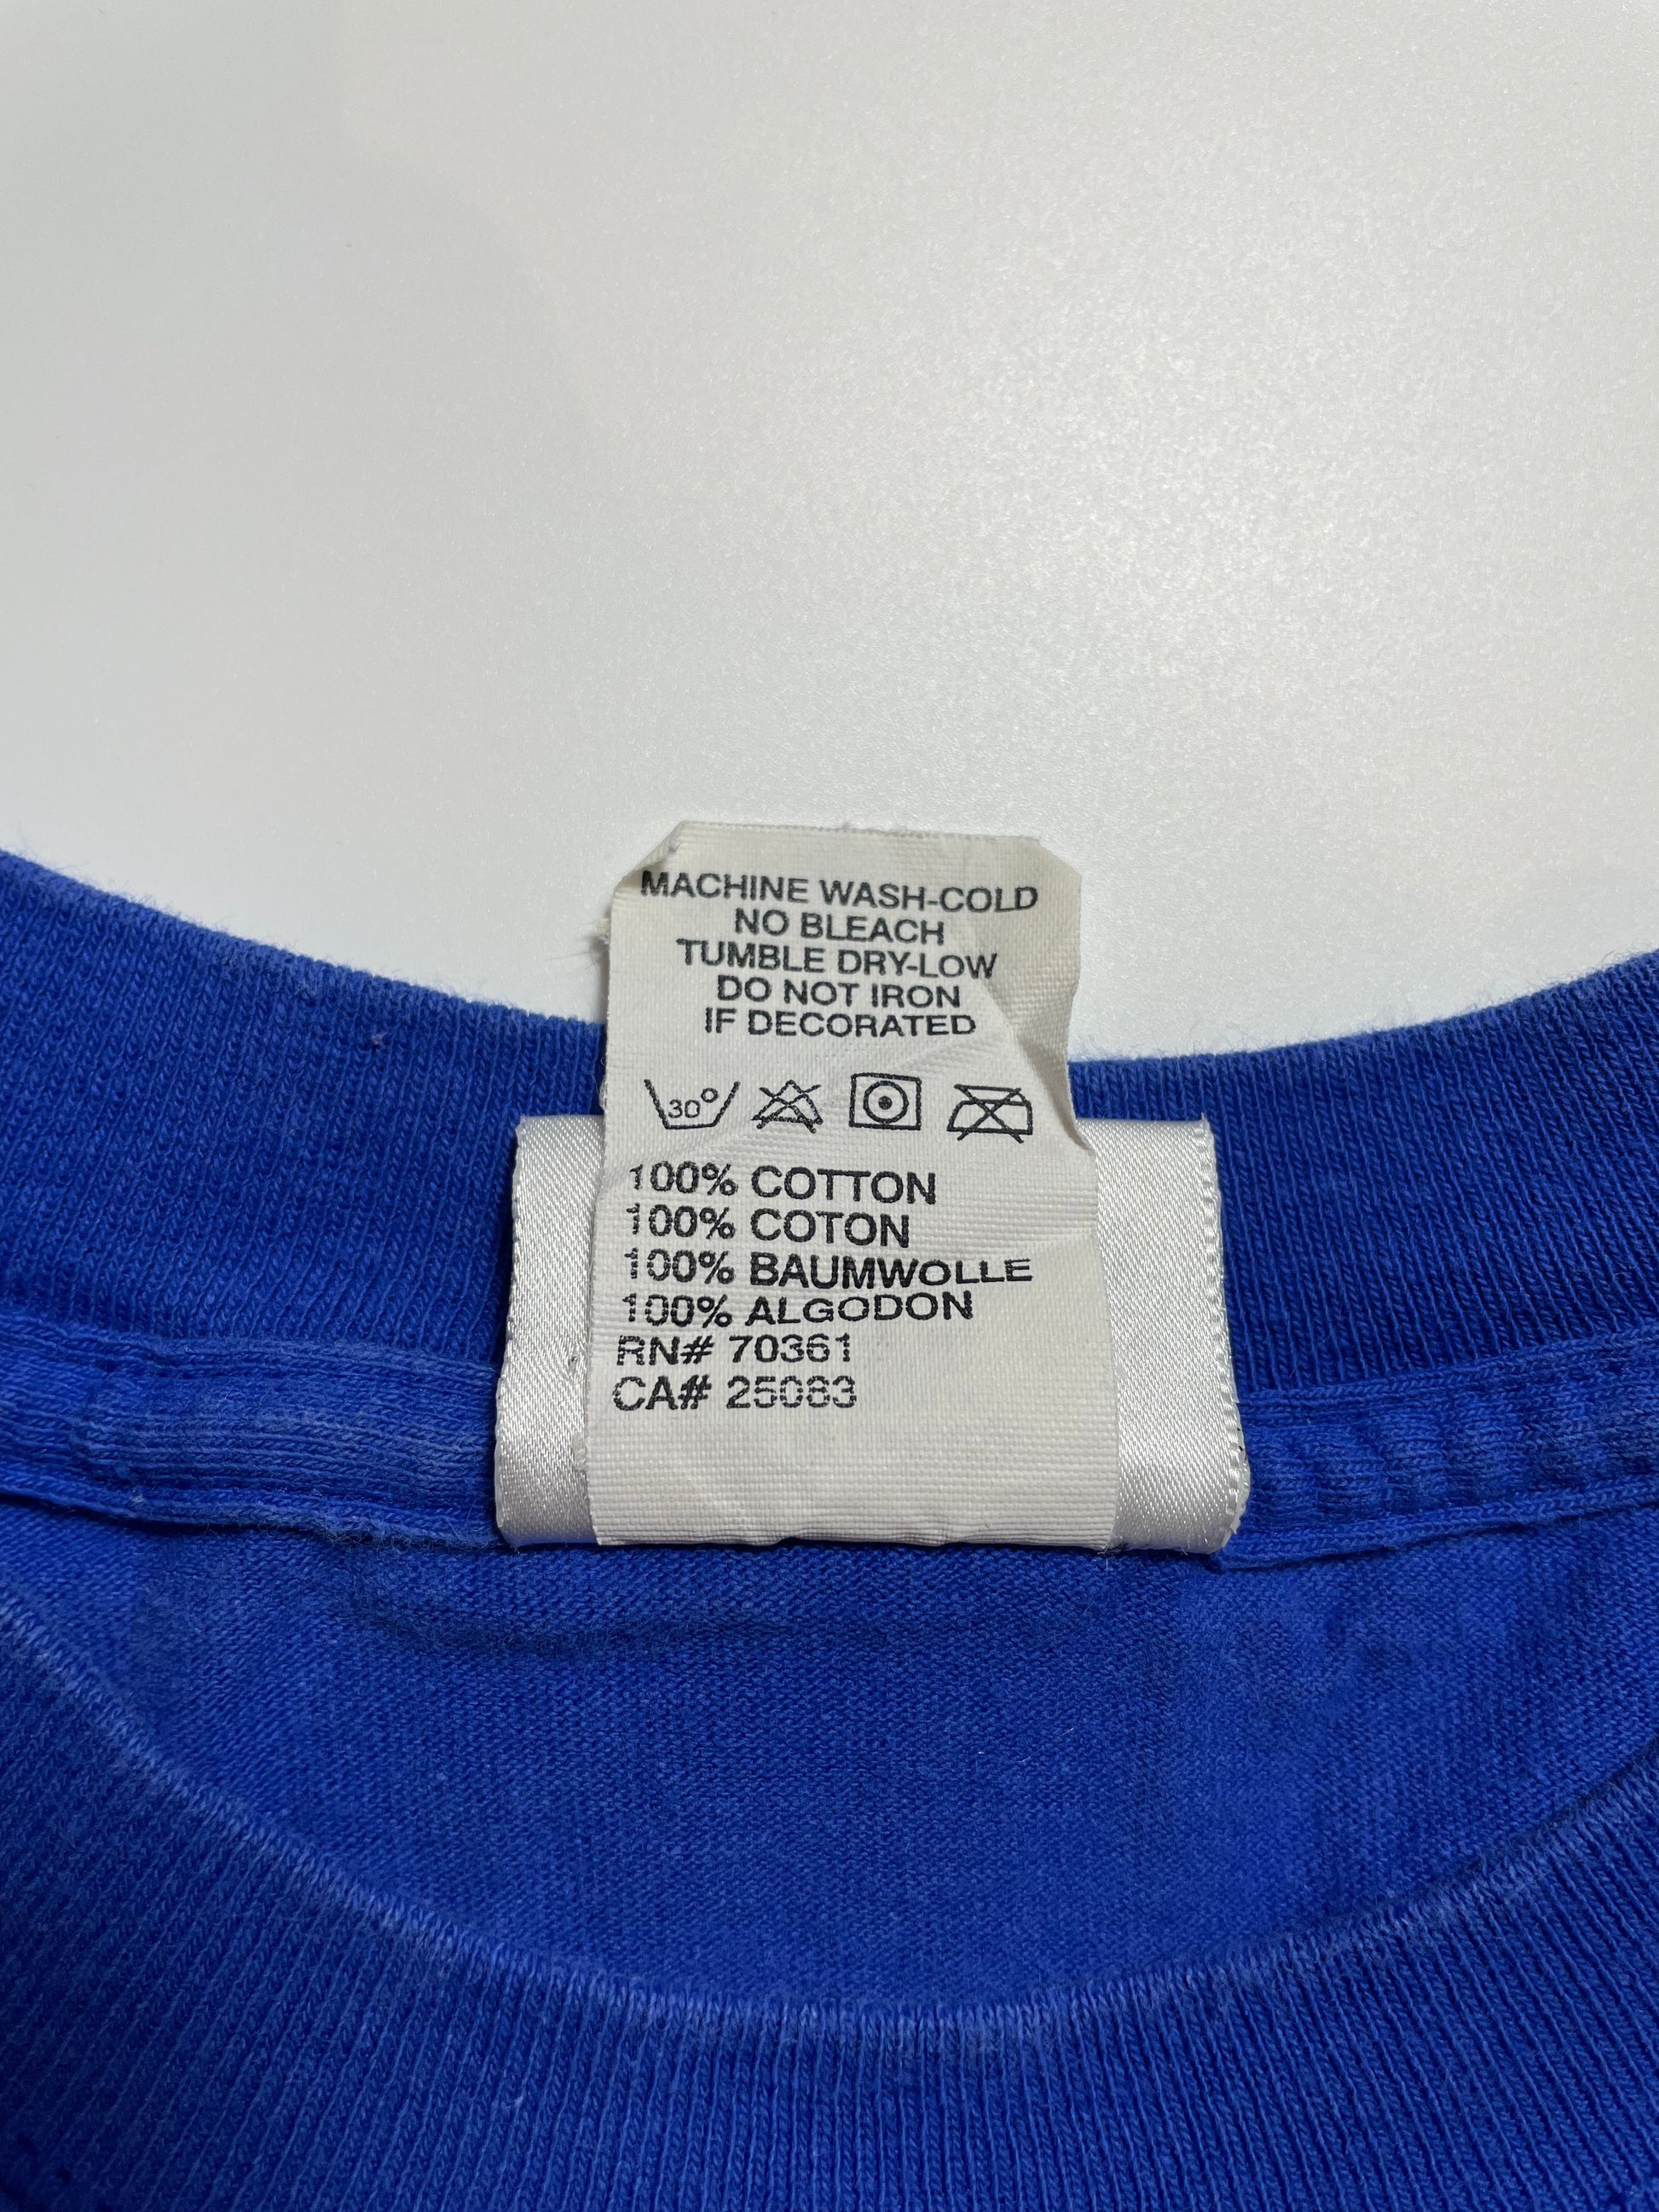 MACHINE WASH-COLD
NO BLEACH
TUMBLE DRY-LOW
DO NOT IRON
IF DECORATED
30°
100% COTTON
100% COTON
100% BAUMWOLLE
100% ALGODON
RN# 70361
CA# 25083